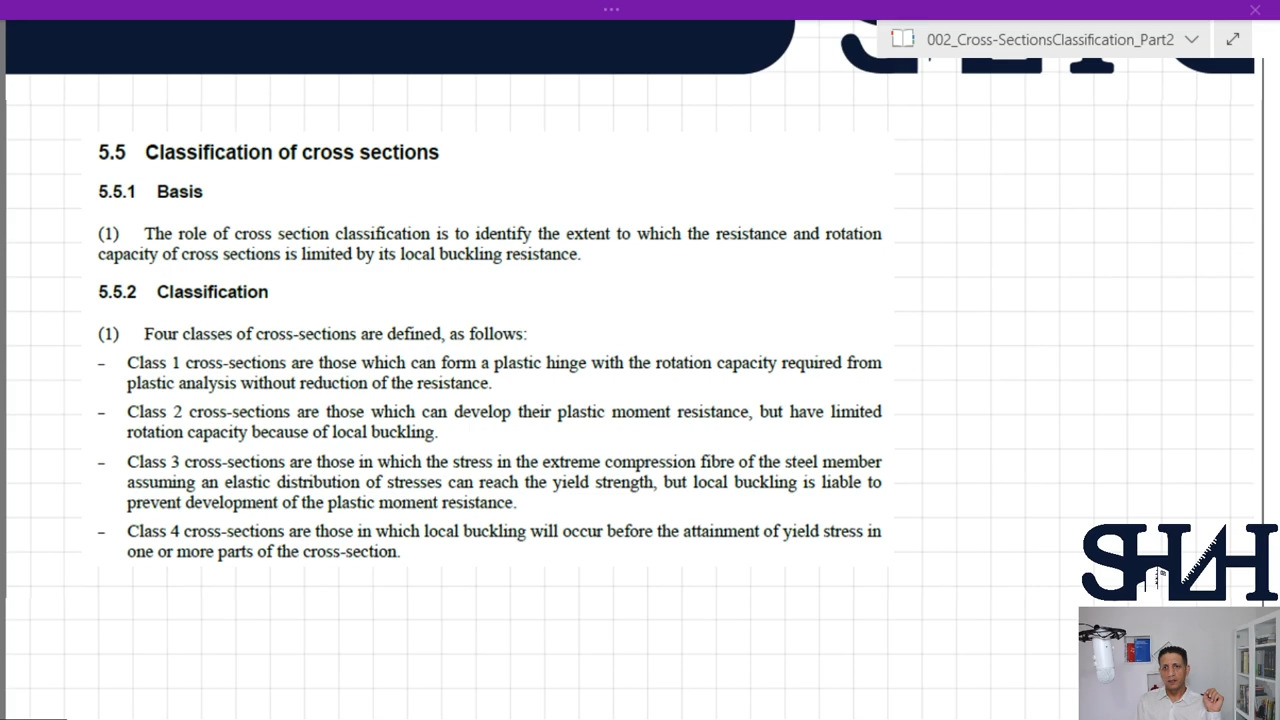 002_Cross-SectionsClassification_Part2
5.5 Classification of cross sections
5.5.1 Basis
(1) The role of cross section classification is to identify the extent to which the resistance and rotation
capacity of cross sections is limited by its local buckling resistance.
5.5.2 Classification
(1) Four classes of cross-sections are defined, as follows:
– Class 1 cross-sections are those which can form a plastic hinge with the rotation capacity required from
plastic analysis without reduction of the resistance.
– Class 2 cross-sections are those which can develop their plastic moment resistance, but have limited
rotation capacity because of local buckling.
– Class 3 cross-sections are those in which the stress in the extreme compression fibre of the steel member
assuming an elastic distribution of stresses can reach the yield strength, but local buckling is liable to
prevent development of the plastic moment resistance.
– Class 4 cross-sections are those in which local buckling will occur before the attainment of yield stress in
one or more parts of the cross-section.